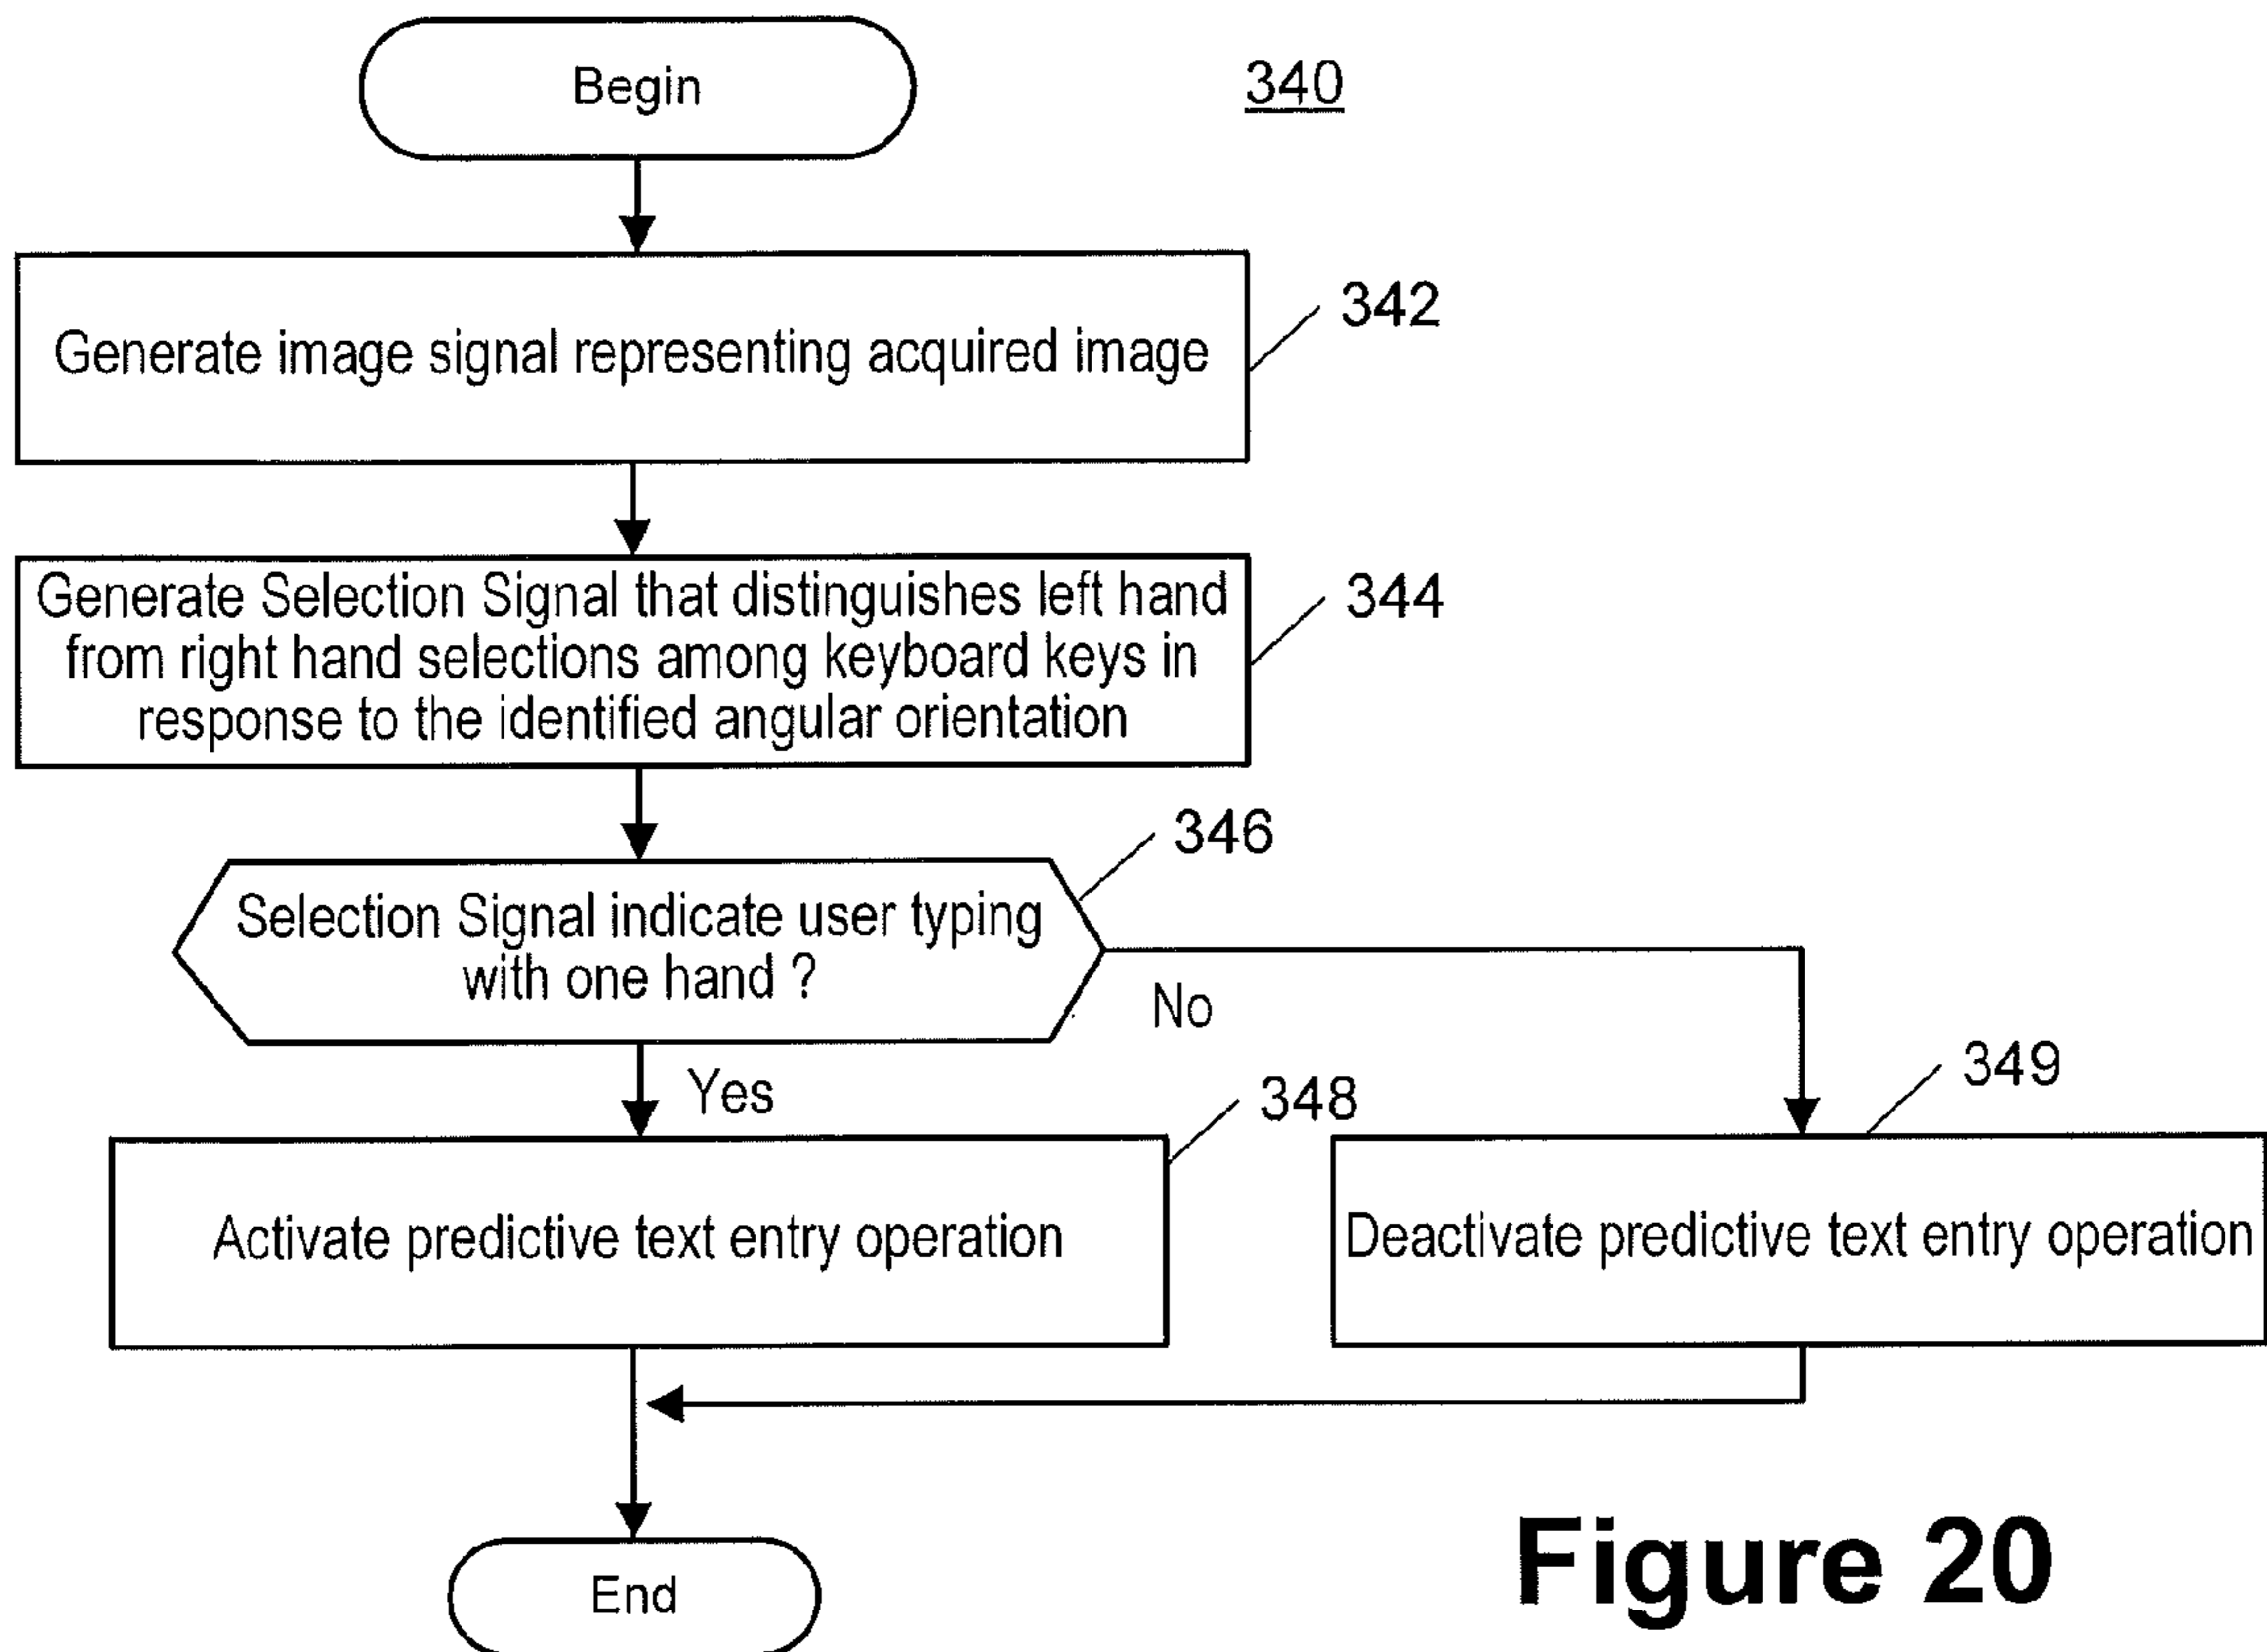 Begin
340
Generate image signal representing acquired image
342
Generate Selection Signal that distinguishes left hand
from right hand selections among keyboard keys in
response to the identified angular orientation
344
346
Selection Signal indicate user typing
with one hand ?
No
Yes
348
349
Activate predictive text entry operation
Deactivate predictive text entry operation
End
Figure 20